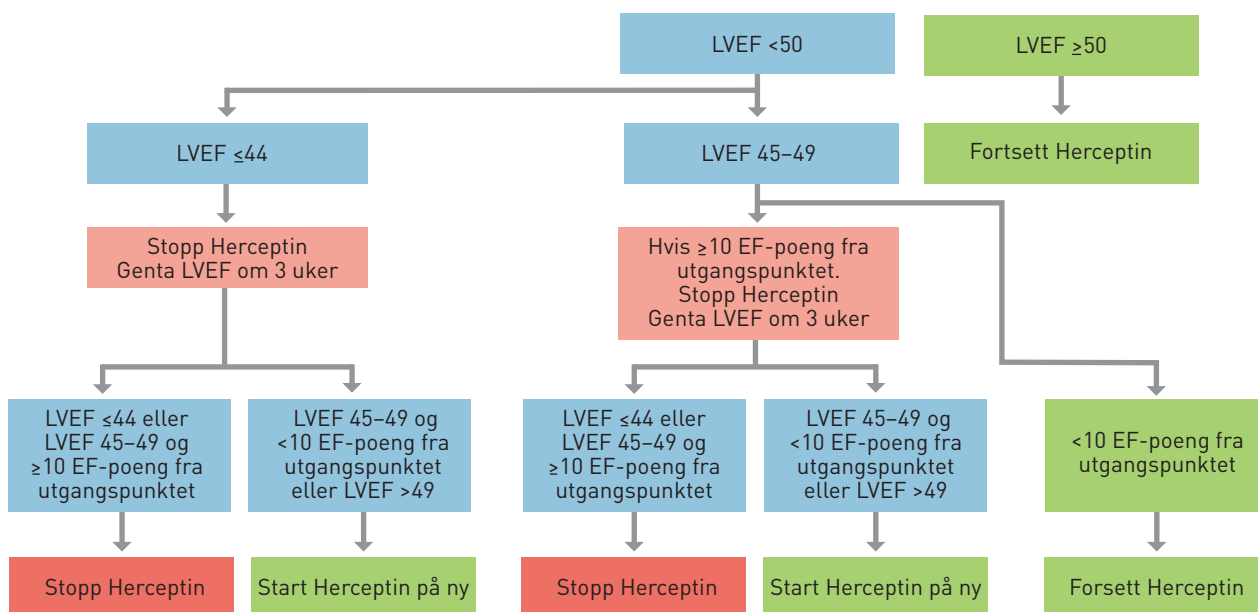 LVEF <50
LVEF ≥50
LVEF ≤44
LVEF 45–49
Fortsett Herceptin
Stopp Herceptin
Genta LVEF om 3 uker
Hvis ≥10 EF-poeng fra
utgangspunktet.
Stopp Herceptin
Genta LVEF om 3 uker
LVEF ≤44 eller
LVEF 45–49 og
≥10 EF-poeng fra
utgangspunktet
LVEF 45–49 og
<10 EF-poeng fra
utgangspunktet
eller LVEF >49
LVEF ≤44 eller
LVEF 45–49 og
≥10 EF-poeng fra
utgangspunktet
LVEF 45–49 og
<10 EF-poeng fra
utgangspunktet
eller LVEF >49
<10 EF-poeng fra
utgangspunktet
Stopp Herceptin
Start Herceptin på ny
Stopp Herceptin
Start Herceptin på ny
Forsett Herceptin